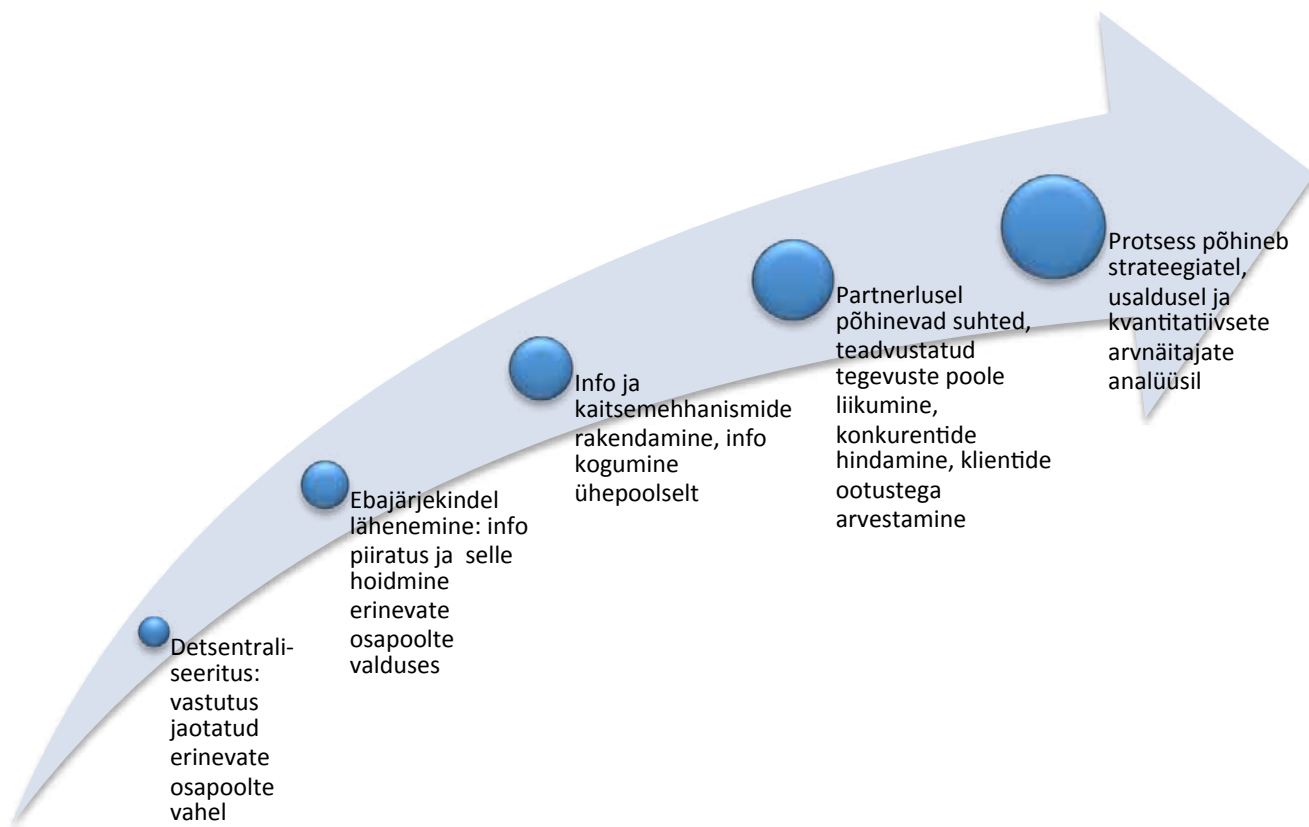 Detsentrali-
seeritus:
vastutus
jaotatud
erinevate
osapoolte
vahel
Ebajärjekindel
lähenemine: info
piiratus ja  selle
hoidmine
erinevate
osapoolte
valduses
Info ja
kaitsemehhanismide
rakendamine, info
kogumine
ühepoolselt
Partnerlusel
põhinevad suhted,
teadvustatud
tegevuste poole
liikumine,
konkurentide
hindamine, klientide
ootustega
arvestamine
Protsess põhineb
strateegiatel,
usaldusel ja
kvantitatiivsete
arvnäitajate
analüüsil